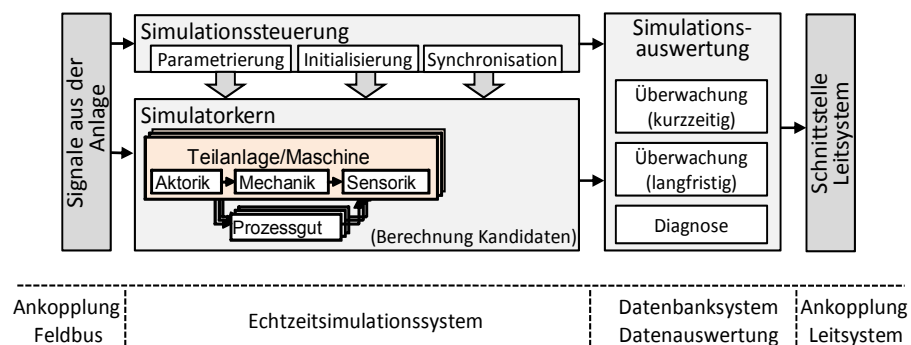 Signale aus der
Anlage
Simulationssteuerung
Parametrierung
Initialisierung
Synchronisation
Simulatorkern
Teilanlage/Maschine
Aktorik
Mechanik
Sensorik
Prozessgut
(Berechnung Kandidaten)
Simulations-
auswertung
Überwachung
(kurzzeitig)
Überwachung
(langfristig)
Diagnose
Schnittstelle
Leitsystem
Ankopplung
Feldbus
Echtzeitsimulationssystem
Datenbanksystem
Datenauswertung
Ankopplung
Leitsystem